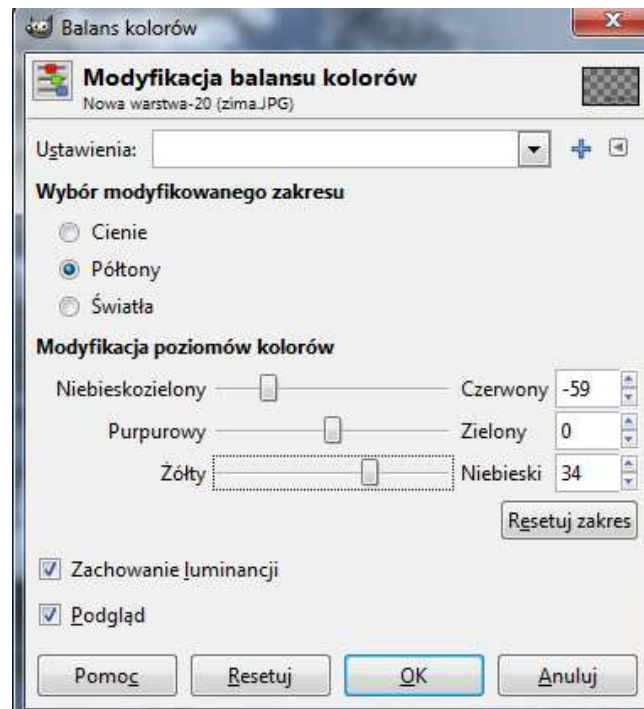 Balans kolorów
Modyfikacja balansu kolorów
Nowa warstwa-20 (zima.JPG)
Ustawienia:
Wybór modyfikowanego zakresu
Cienie
Półtony
Światła
Modyfikacja poziomów kolorów
Niebieskozielony Czerwony -59
Purpurowy Zielony 0
Żółty Niebieski 34
Resetuj zakres
Zachowanie luminancji
Podgląd
Pomoc Resetuj OK Anuluj